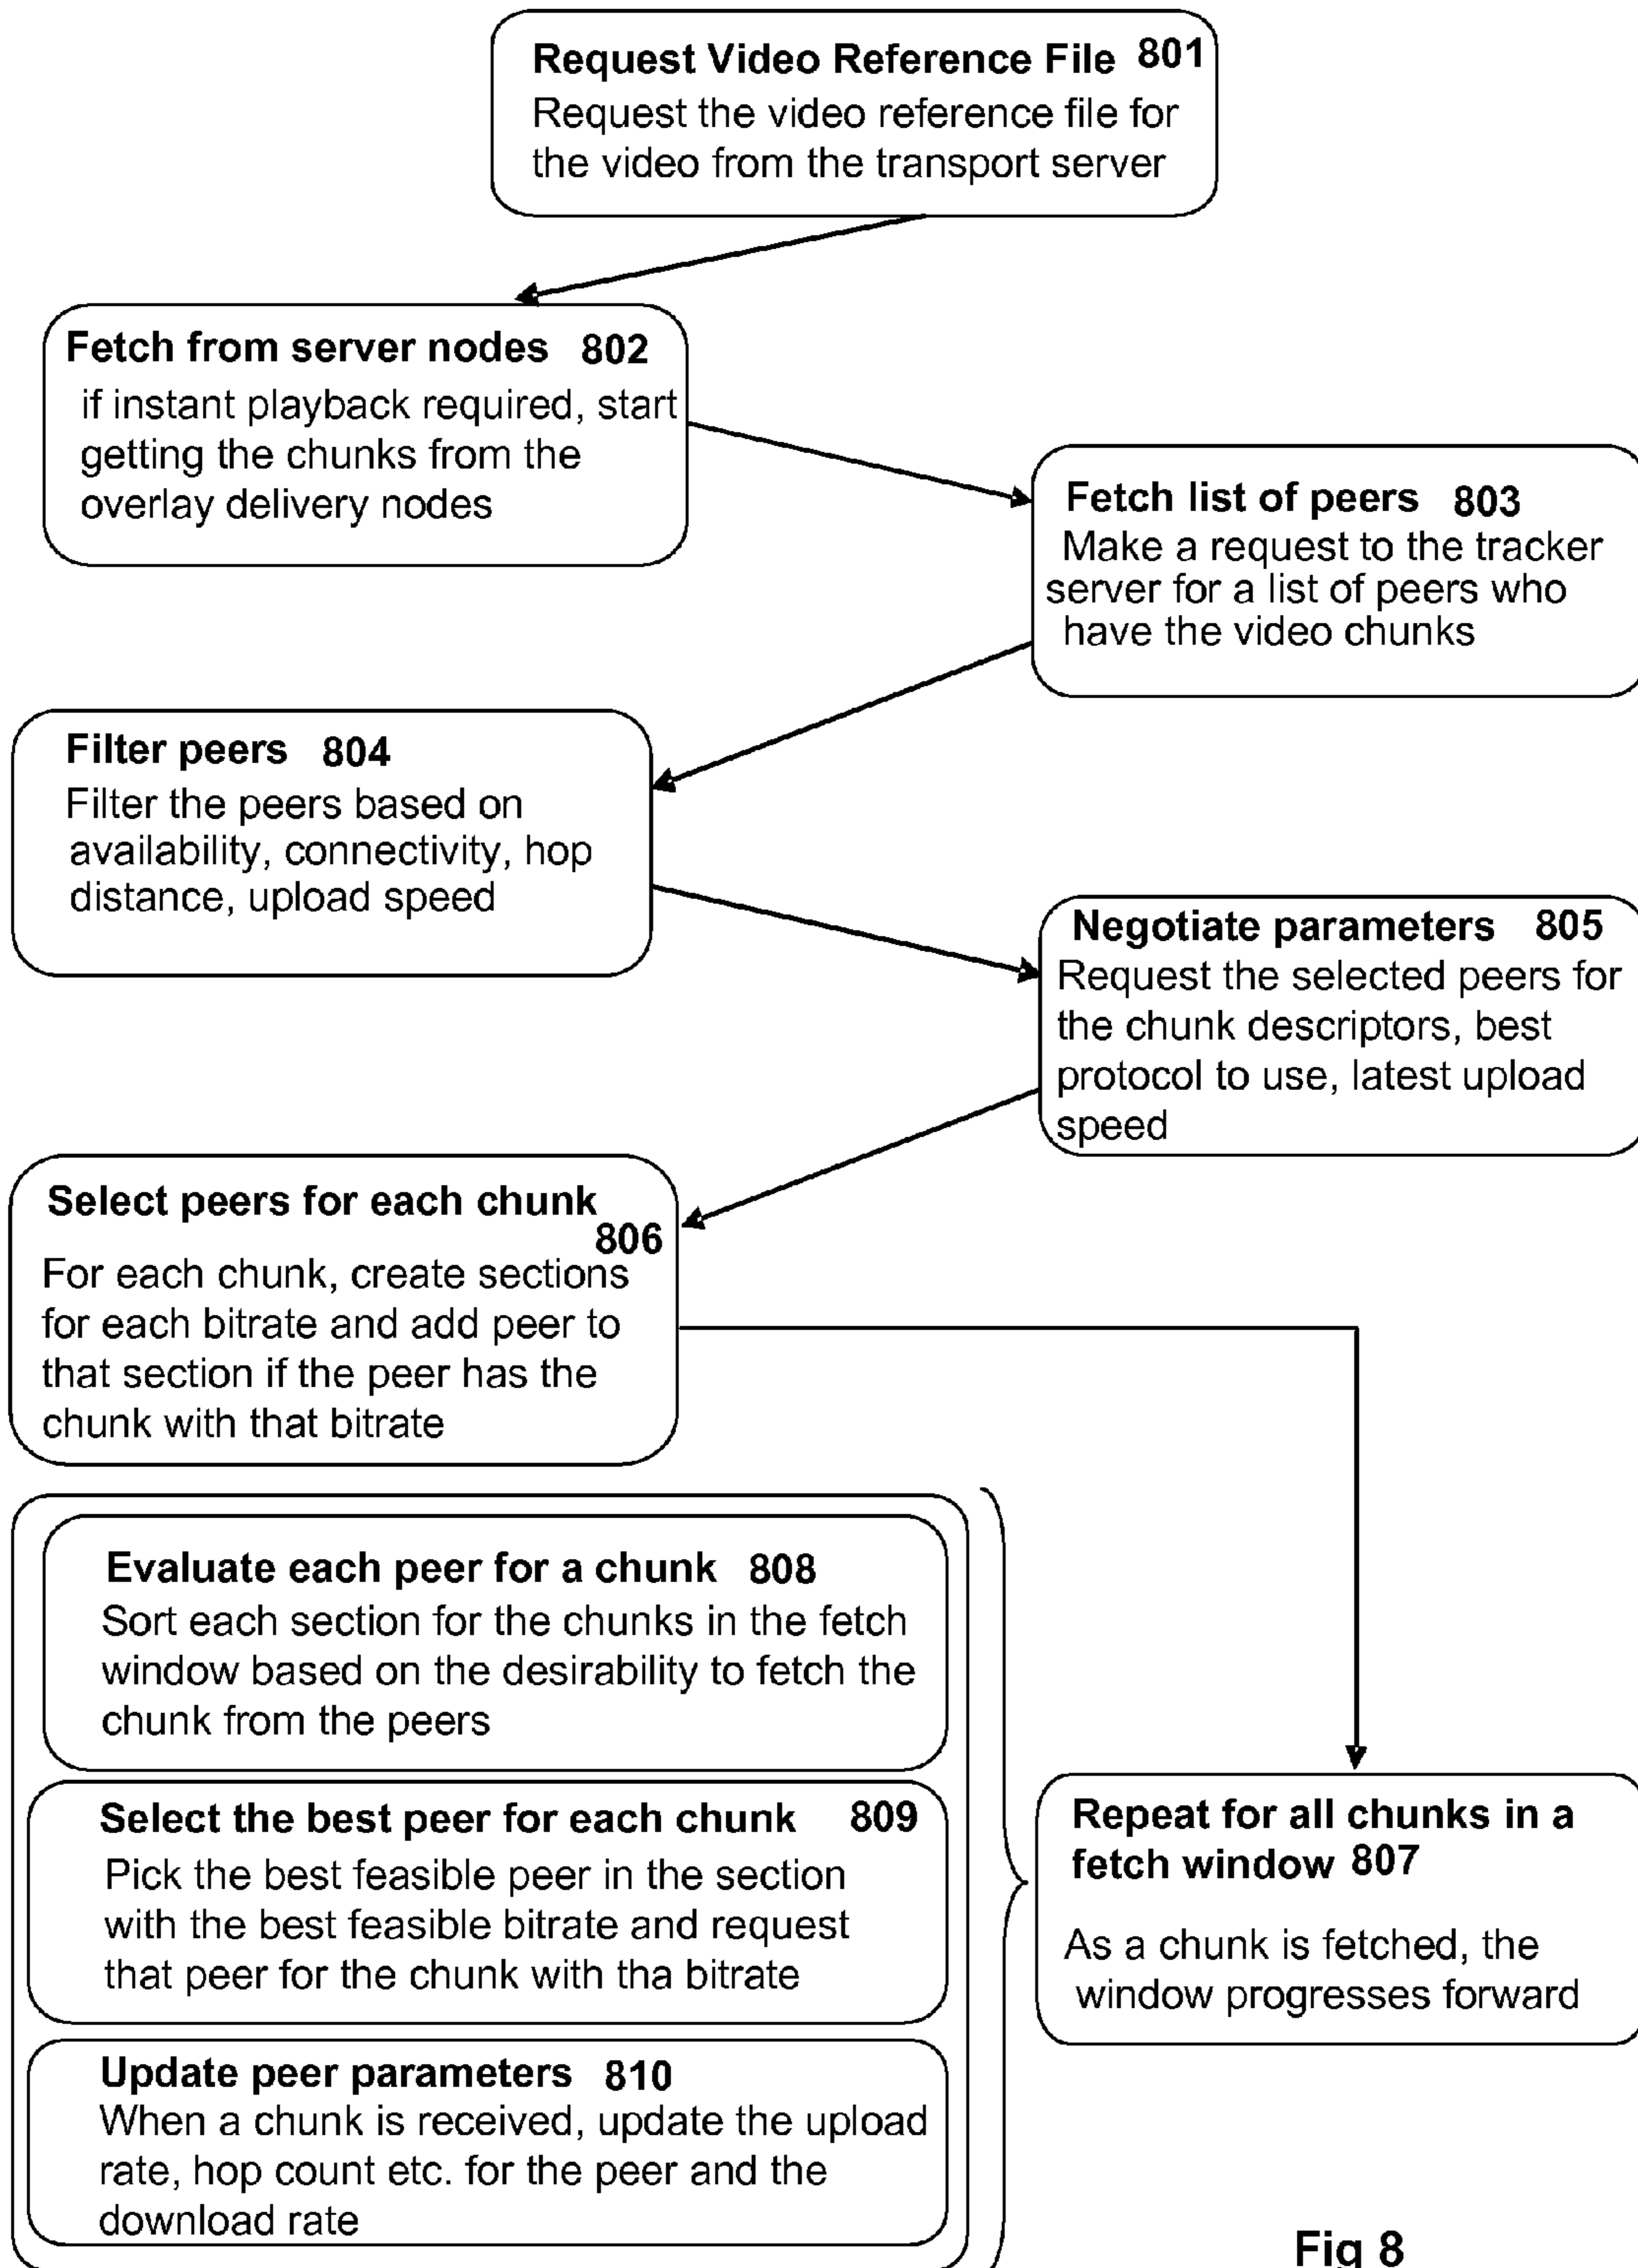 Request Video Reference File 801
Request the video reference file for
the video from the transport server
Fetch from server nodes 802
if instant playback required, start
getting the chunks from the
overlay delivery nodes
Fetch list of peers 803
Make a request to the tracker
server for a list of peers who
have the video chunks
Filter peers 804
Filter the peers based on
availability, connectivity, hop
distance, upload speed
Negotiate parameters 805
Request the selected peers for
the chunk descriptors, best
protocol to use, latest upload
speed
Select peers for each chunk
806
For each chunk, create sections
for each bitrate and add peer to
that section if the peer has the
chunk with that bitrate
Evaluate each peer for a chunk 808
Sort each section for the chunks in the fetch
window based on the desirability to fetch the
chunk from the peers
Select the best peer for each chunk 809
Pick the best feasible peer in the section
with the best feasible bitrate and request
that peer for the chunk with tha bitrate
Update peer parameters 810
When a chunk is received, update the upload
rate, hop count etc. for the peer and the
download rate
Repeat for all chunks in a
fetch window 807
As a chunk is fetched, the
window progresses forward
Fig 8